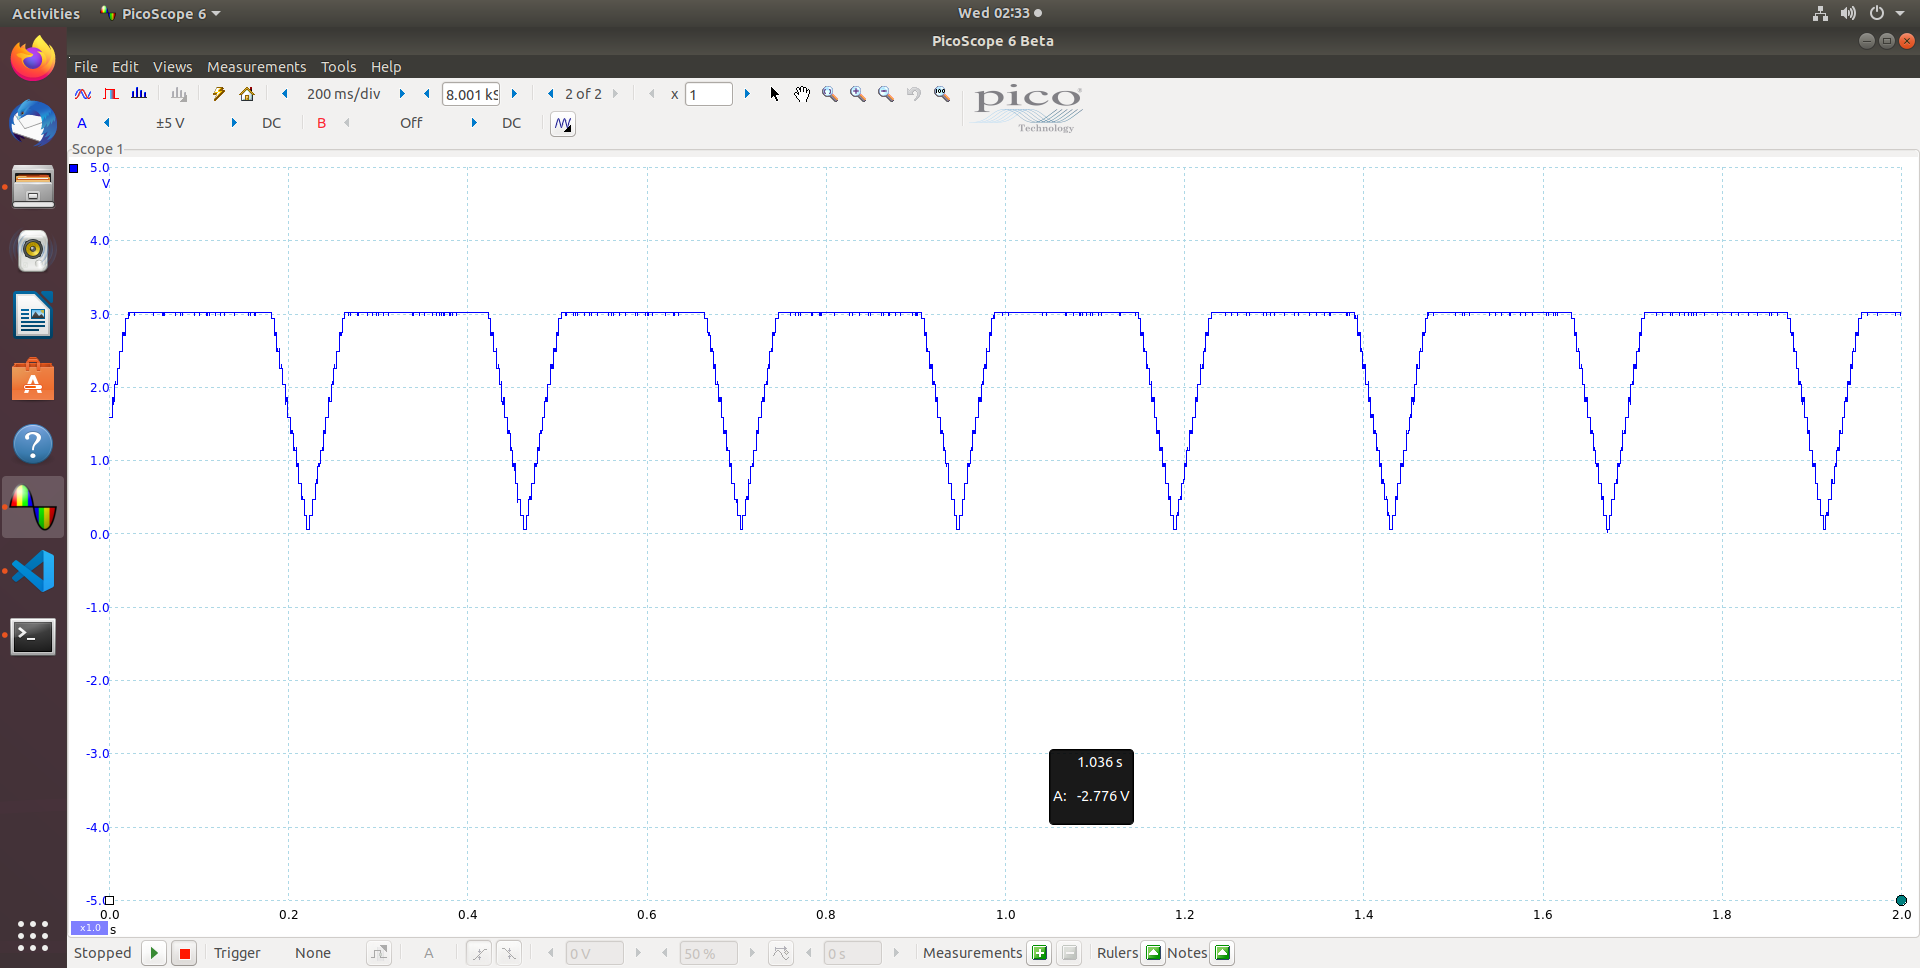 Activities PicoScope 6 Wed 02:33
PicoScope 6 Beta
File Edit Views Measurements Tools Help
200 ms/div 8.001 kS 2 of 2 x 1
pico
Technology
A ±5 V DC B Off DC
Scope 1
5.0
V
4.0
3.0
2.0
1.0
0.0
-1.0
-2.0
-3.0
-4.0
-5.0
1.036 s
A: -2.776 V
0.0 0.2 0.4 0.6 0.8 1.0 1.2 1.4 1.6 1.8 2.0
x1.0 s
Stopped Trigger None A 0 V 50 % 0 s Measurements Rulers Notes